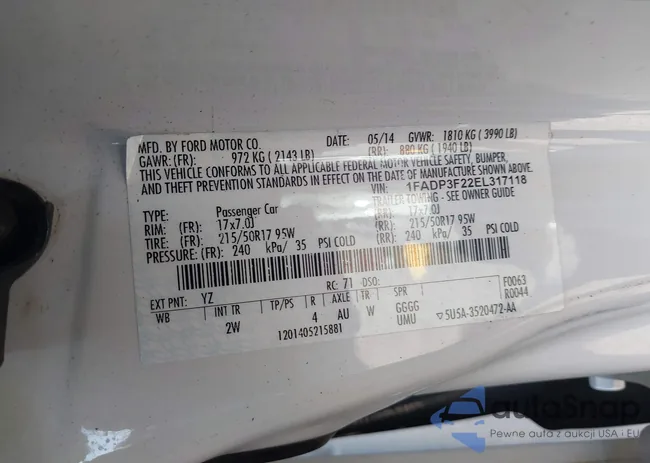 MFD. BY FORD MOTOR CO. DATE: 05/14 GVWR: 1810 KG ( 3990 LB)
GAWR: (FR): 972 KG ( 2143 LB) (RR): 880 KG ( 1940 LB)
THIS VEHICLE CONFORMS TO ALL APPLICABLE FEDERAL MOTOR VEHICLE SAFETY, BUMPER,
AND THEFT PREVENTION STANDARDS IN EFFECT ON THE DATE OF MANUFACTURE SHOWN ABOVE.
VIN: 1FADP3F22EL317118
TRAILER TOWING - SEE OWNER GUIDE
TYPE: Passenger Car
RIM: (FR): 17x7.0J (RR): 17x7.0J
TIRE: (FR): 215/50R17 95W (RR): 215/50R17 95W
PRESSURE: (FR): 240 kPa/ 35 PSI COLD (RR): 240 kPa/ 35 PSI COLD
EXT PNT: YZ RC: 71 DSO: F0063
WB INT TR TP/PS R AXLE TR SPR R0044
2W 4 AU W GGGG
UMU
1201405215881 ▽5U5A-3520472-AA
autoSnap
Pewne auta z aukcji USA i EU